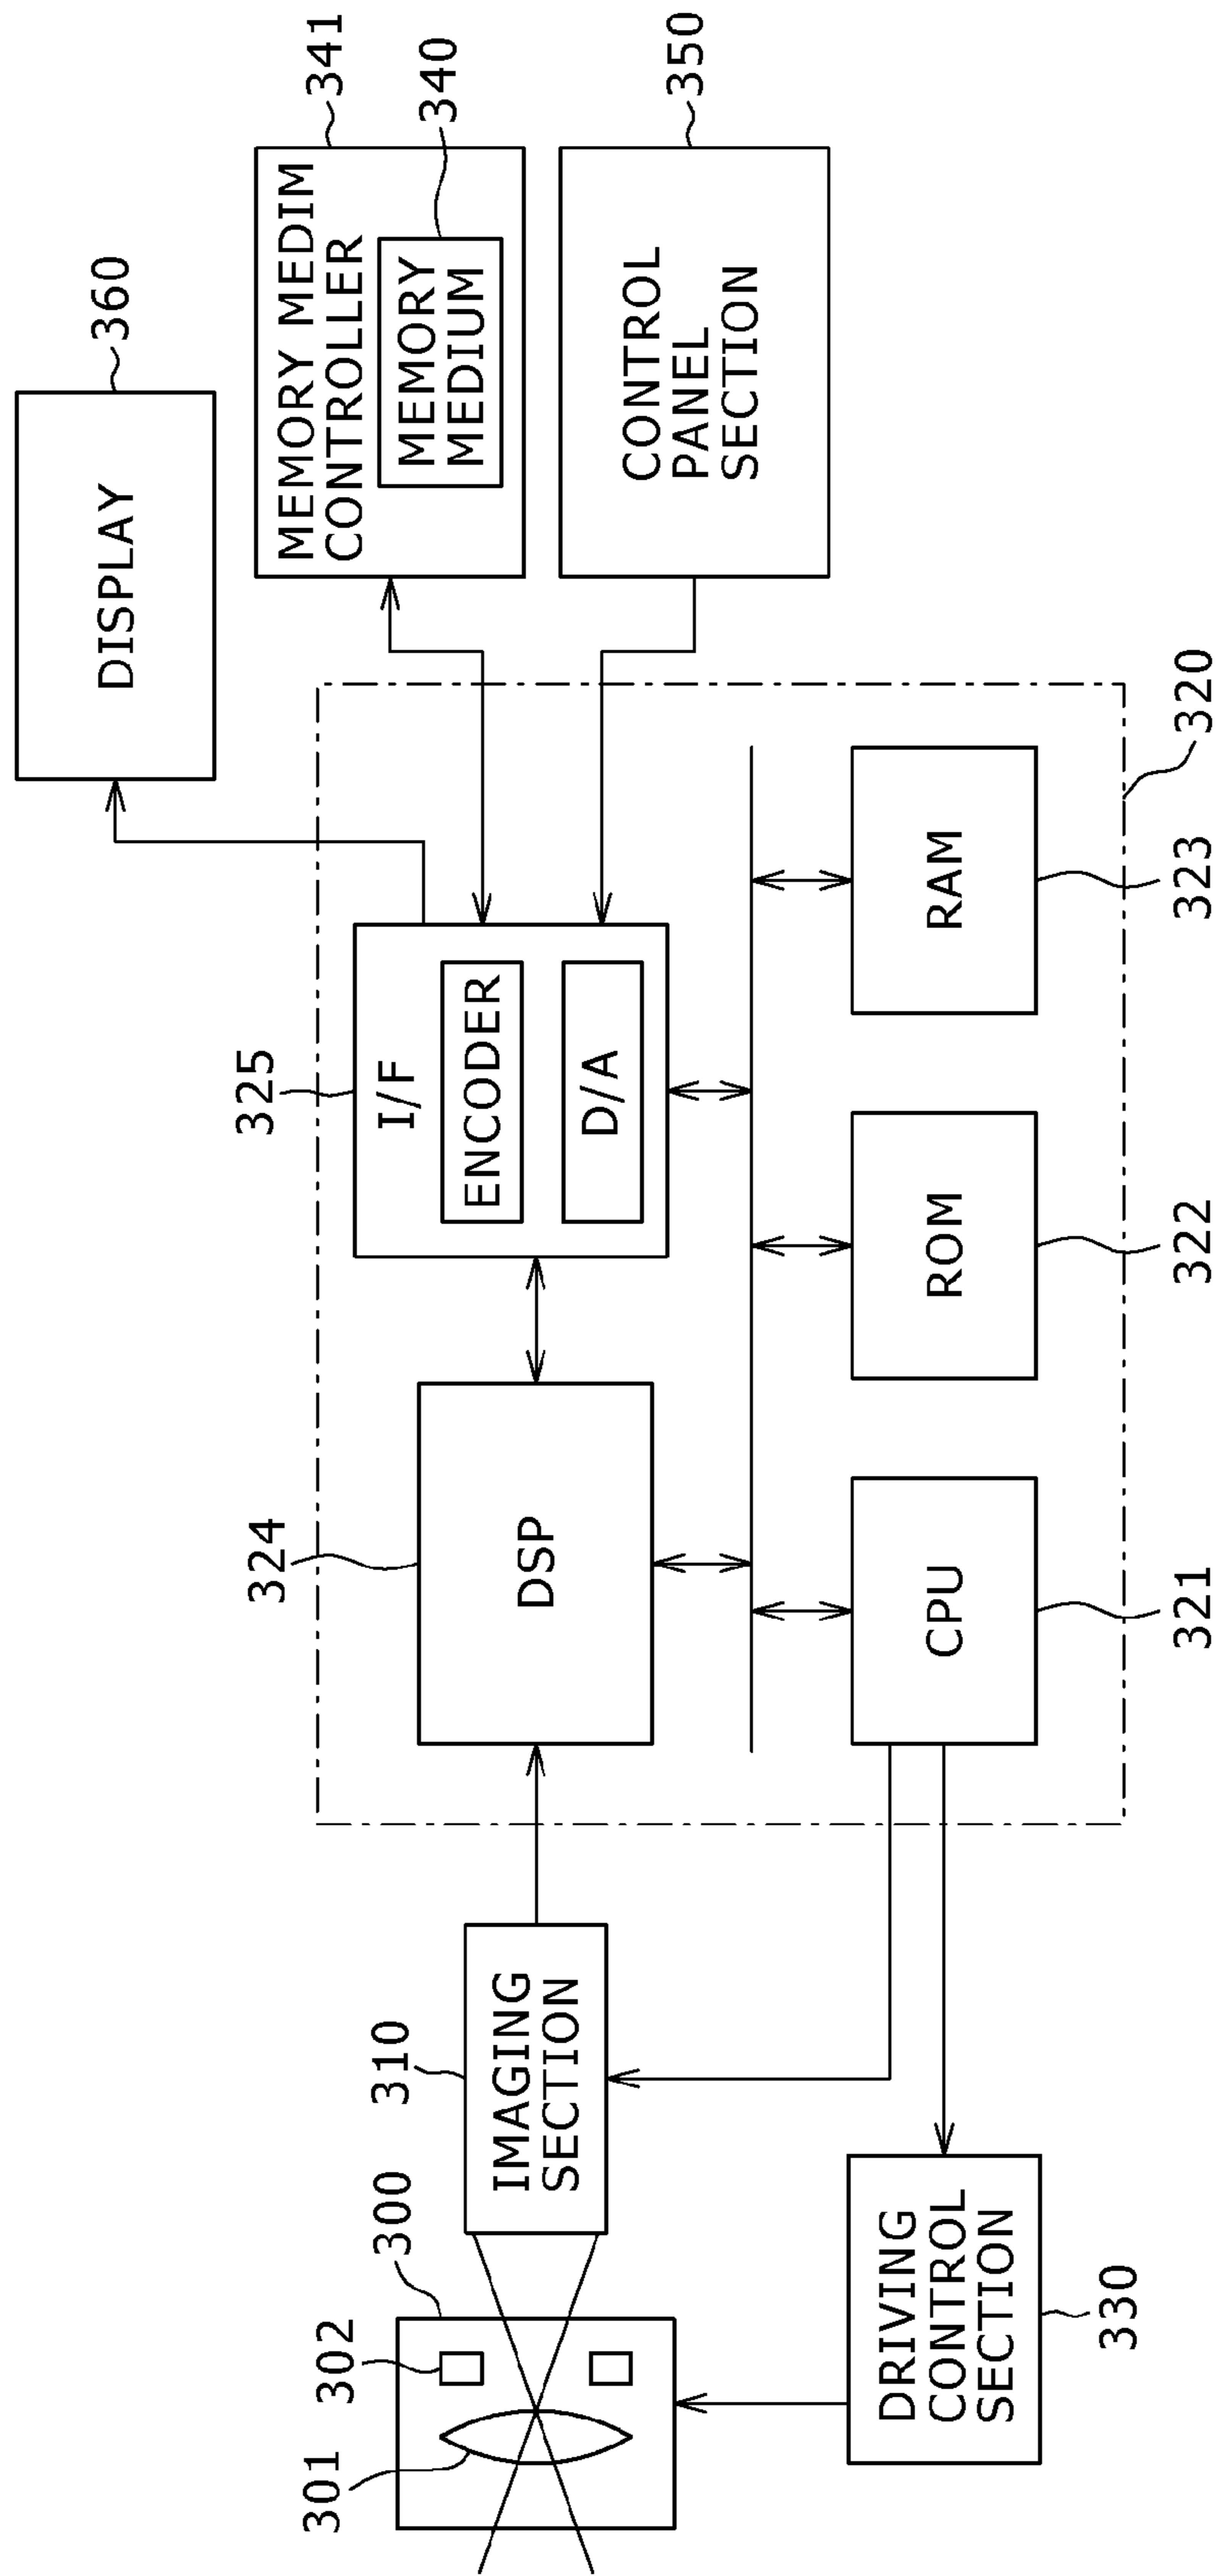 DISPLAY
360
MEMORY MEDIM
CONTROLLER
341
MEMORY
MEDIUM
340
CONTROL
PANEL
SECTION
350
325
I/F
ENCODER
D/A
324
DSP
320
RAM
323
ROM
322
CPU
321
310
IMAGING
SECTION
300
302
301
DRIVING
CONTROL
SECTION
330